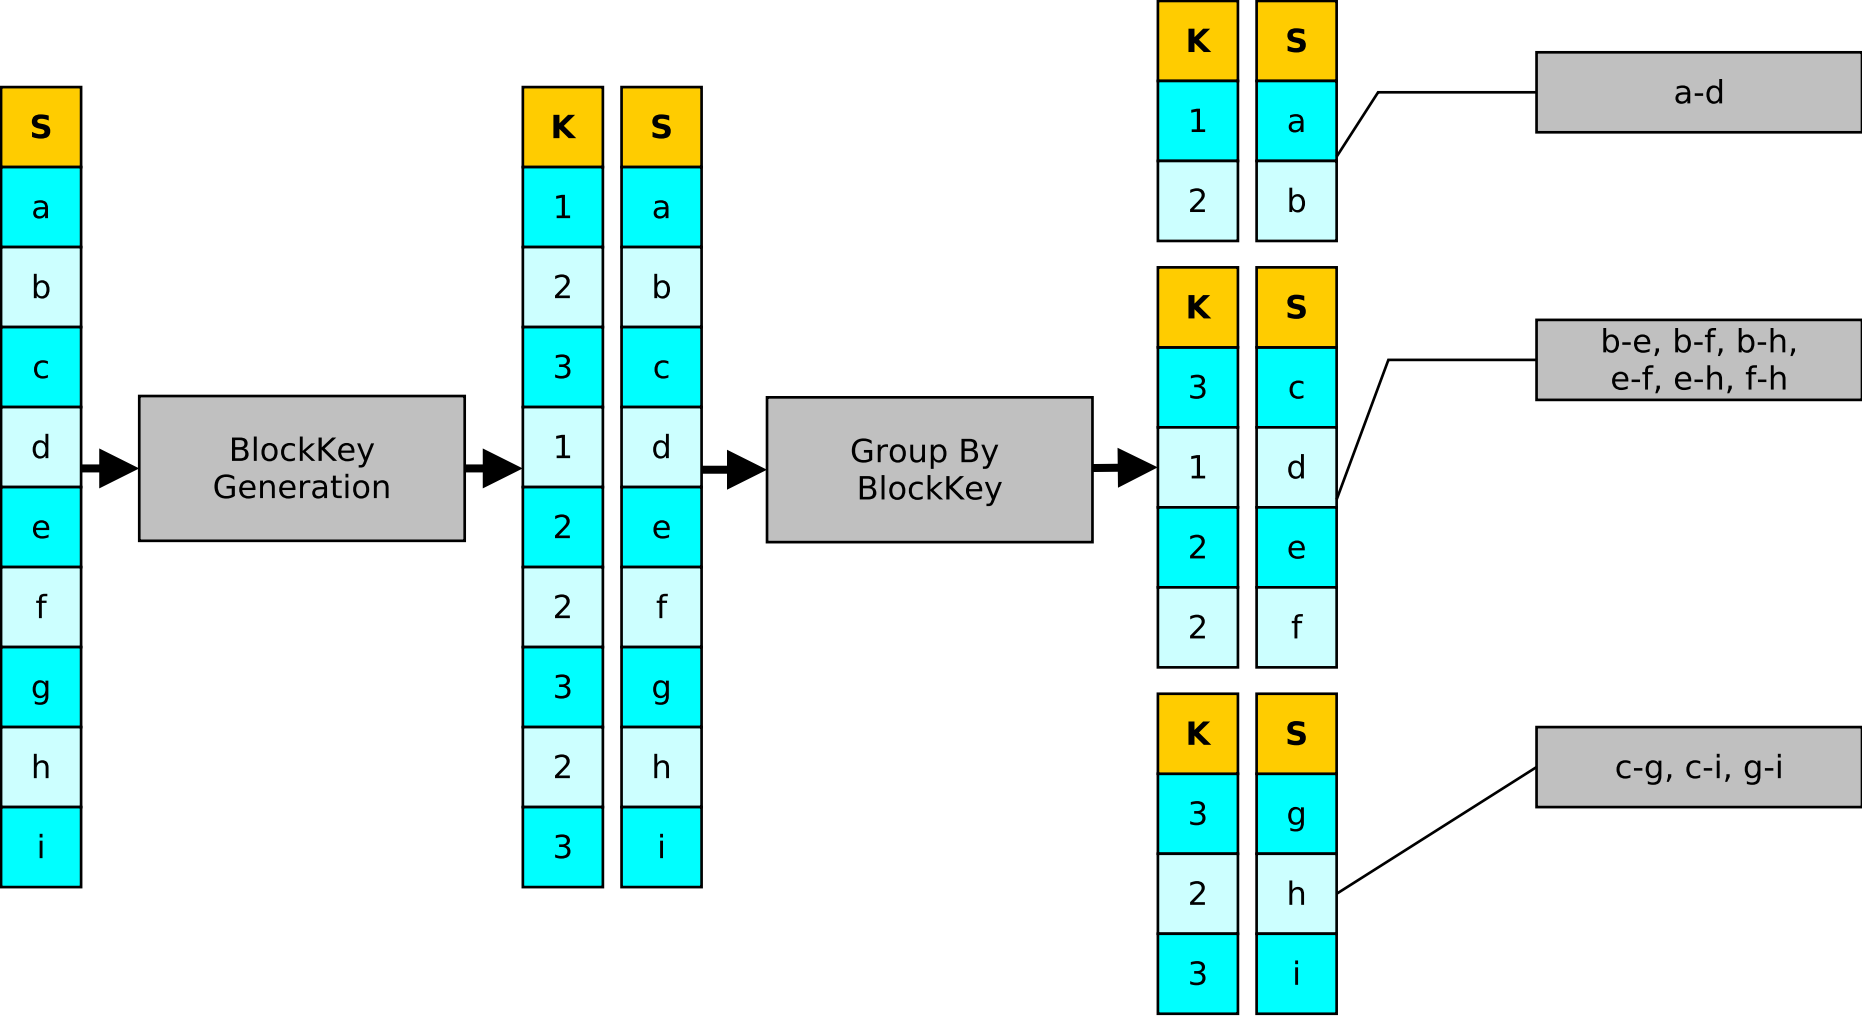 S
a
b
c
d
e
f
g
h
i
BlockKey
Generation
K S
1 a
2 b
3 c
1 d
2 e
2 f
3 g
2 h
3 i
Group By
BlockKey
K S
1 a
2 b
K S
3 c
1 d
2 e
2 f
K S
3 g
2 h
3 i
a-d
b-e, b-f, b-h,
e-f, e-h, f-h
c-g, c-i, g-i